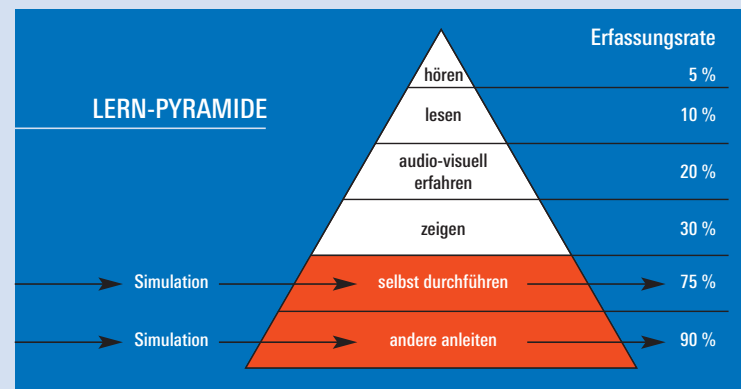 Erfassungsrate
hören 5 %
LERN-PYRAMIDE
lesen 10 %
audio-visuell
erfahren 20 %
zeigen 30 %
Simulation selbst durchführen 75 %
Simulation andere anleiten 90 %